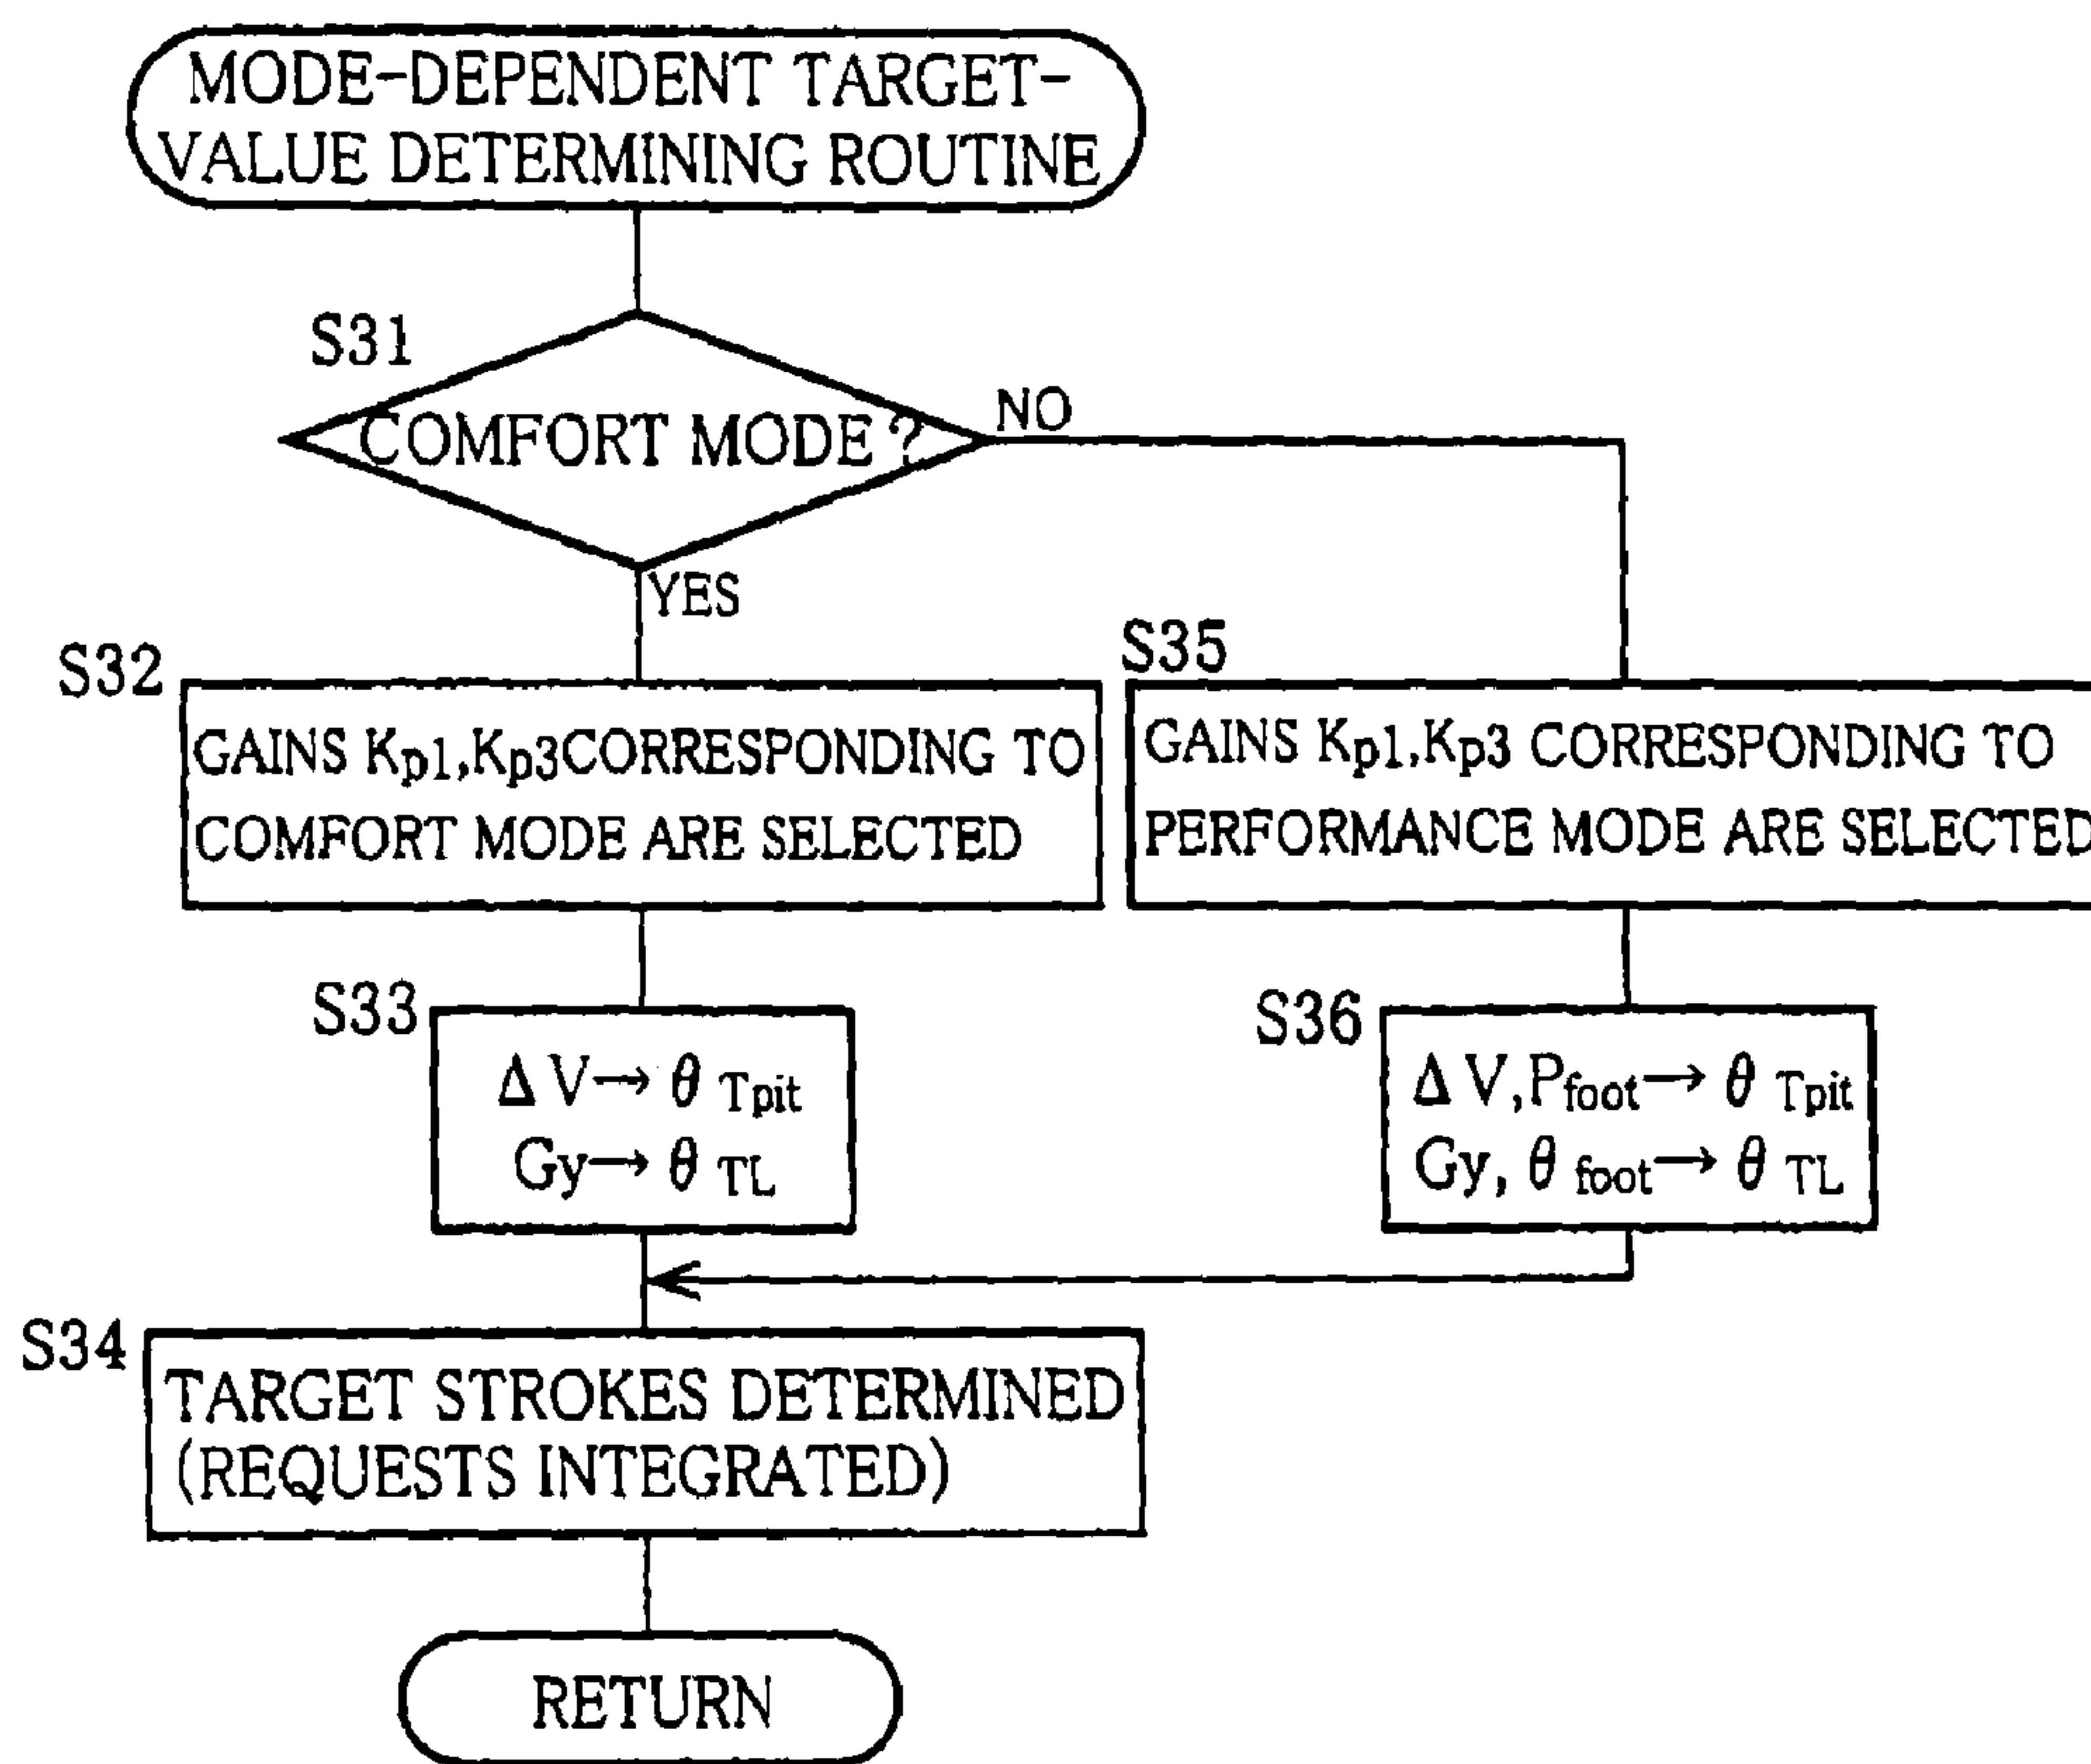 MODE-DEPENDENT TARGET-
VALUE DETERMINING ROUTINE
S31
COMFORT MODE?
NO
YES
S32
GAINS Kp1,Kp3CORRESPONDING TO
COMFORT MODE ARE SELECTED
S35
GAINS Kp1,Kp3 CORRESPONDING TO
PERFORMANCE MODE ARE SELECTED
S33
ΔV→ θ Tpit
Gy→ θ TL
S36
ΔV,Pfoot→ θ Tpit
Gy, θ foot→ θ TL
S34
TARGET STROKES DETERMINED
(REQUESTS INTEGRATED)
RETURN